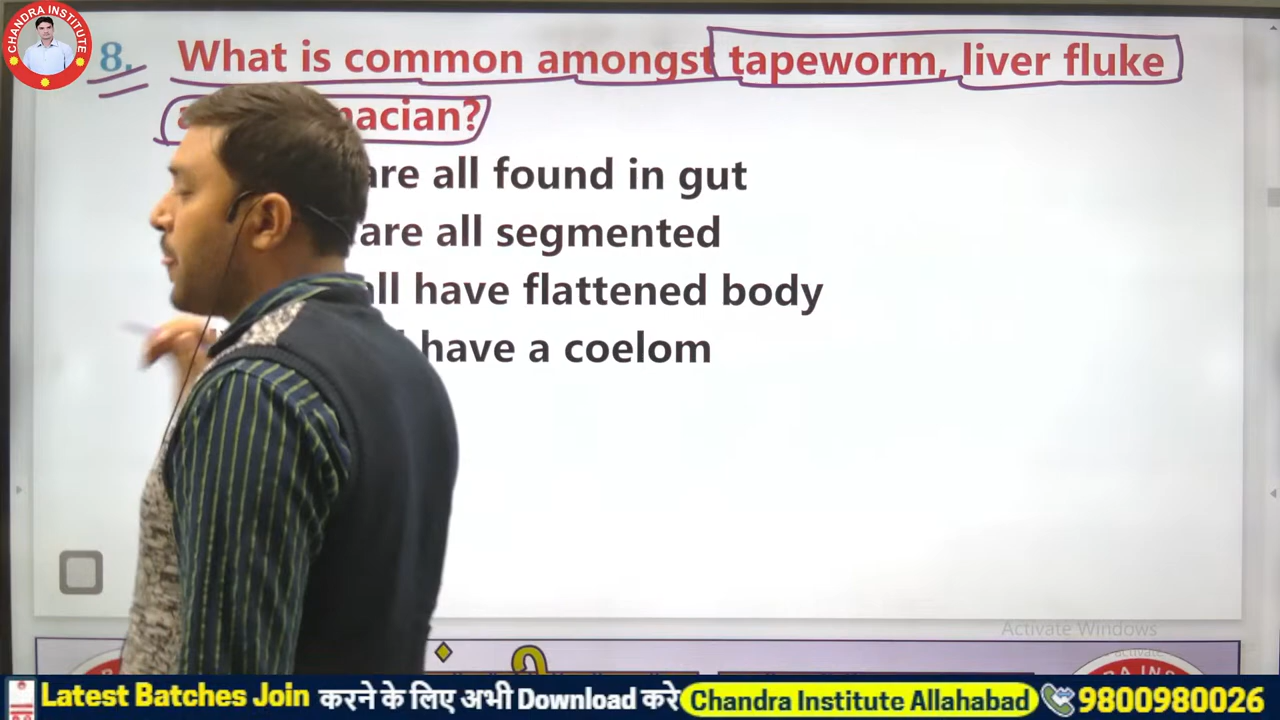 CHANDRA INSTITUTE
8. What is common amongst tapeworm, liver fluke
nacian?
are all found in gut
are all segmented
all have flattened body
have a coelom
Activate Windows
Latest Batches Join करने के लिए अभी Download करे Chandra Institute Allahabad 9800980026